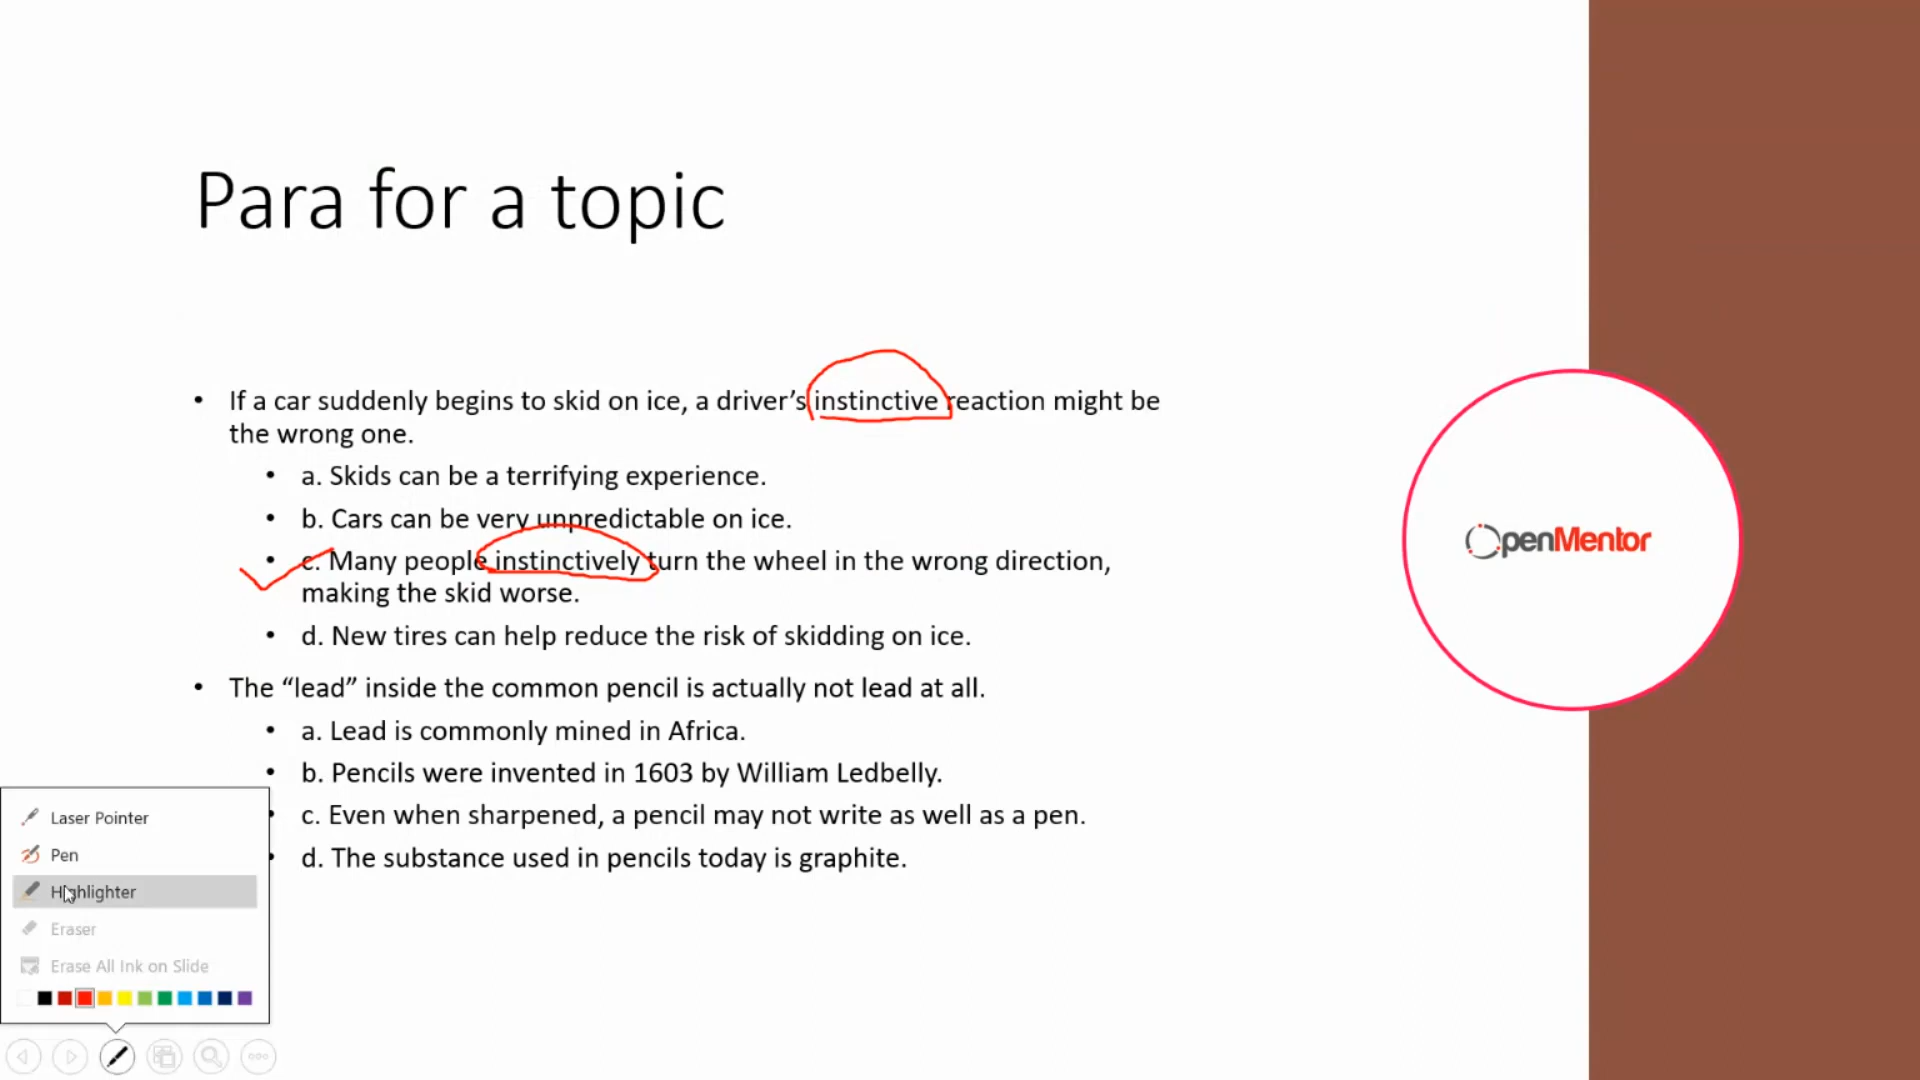 Para for a topic
• If a car suddenly begins to skid on ice, a driver’s instinctive reaction might be
the wrong one.
• a. Skids can be a terrifying experience.
• b. Cars can be very unpredictable on ice.
• c. Many people instinctively turn the wheel in the wrong direction,
making the skid worse.
• d. New tires can help reduce the risk of skidding on ice.
• The “lead” inside the common pencil is actually not lead at all.
• a. Lead is commonly mined in Africa.
• b. Pencils were invented in 1603 by William Ledbelly.
• c. Even when sharpened, a pencil may not write as well as a pen.
• d. The substance used in pencils today is graphite.
OpenMentor
Laser Pointer
Pen
Highlighter
Eraser
Erase All Ink on Slide